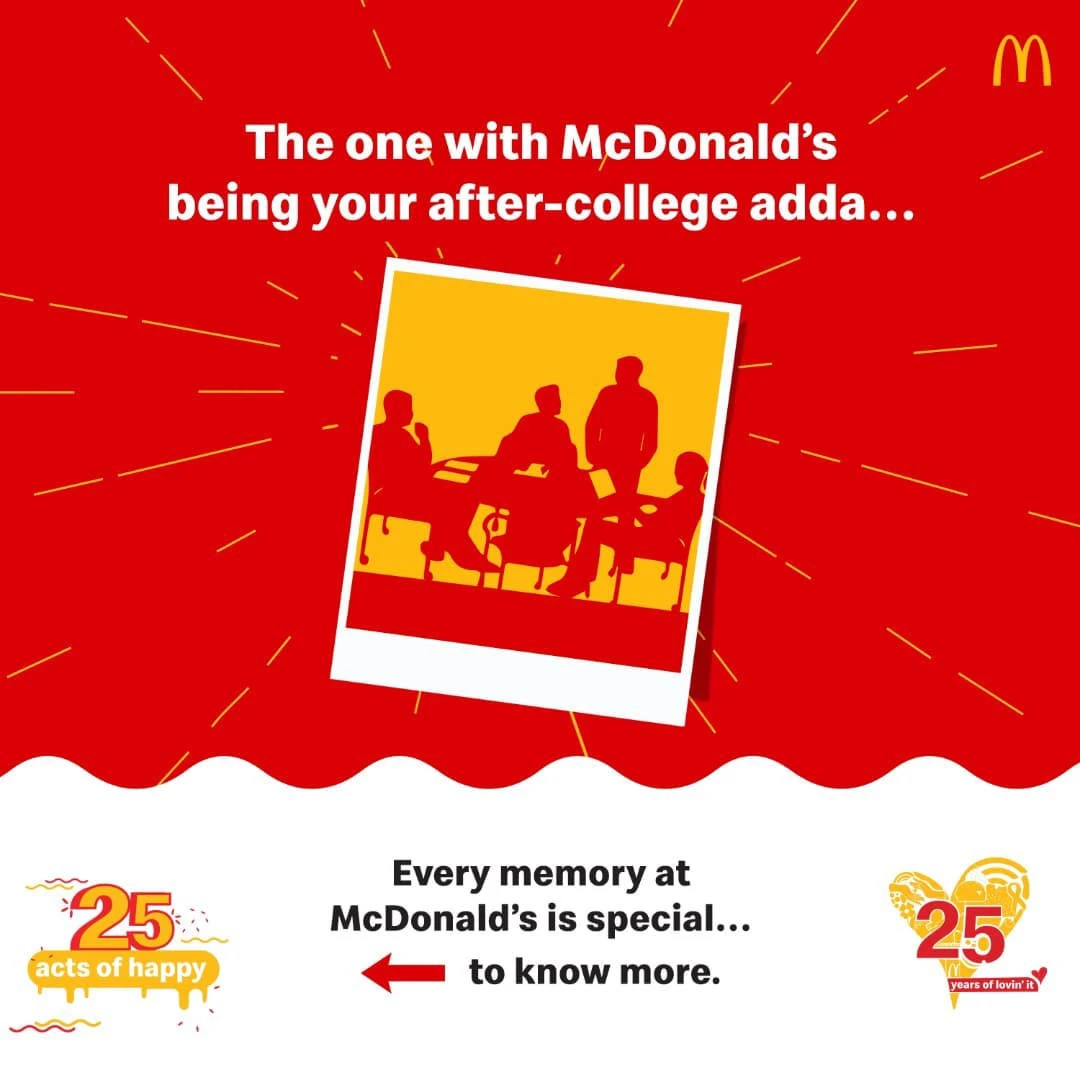 The one with McDonald's
being your after-college adda...
Every memory at
McDonald's is special...
to know more.
25
acts of happy
25
years of lovin' it